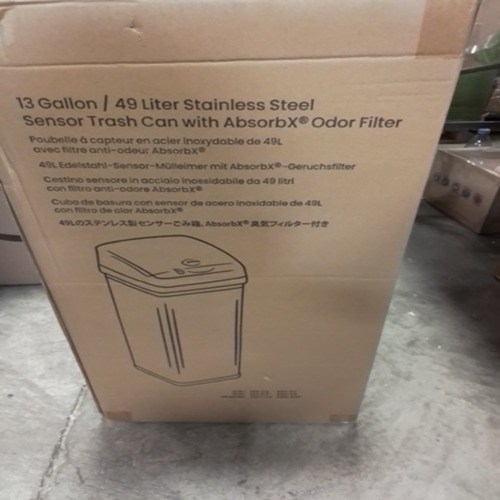 13 Gallon / 49 Liter Stainless Steel
Sensor Trash Can with AbsorbX® Odor Filter
Poubelle à capteur en acier inoxydable de 49L
avec filtre anti-odeur AbsorbX®
49L Edelstahl-Sensor-Mülleimer mit AbsorbX®-Geruchsfilter
Cestino sensore in acciaio inossidabile da 49 litri
con filtro anti-odore AbsorbX®
Cubo de basura con sensor de acero inoxidable de 49L
con filtro de olor AbsorbX®
49Lのステンレス製センサーごみ箱、AbsorbX® 臭気フィルター付き